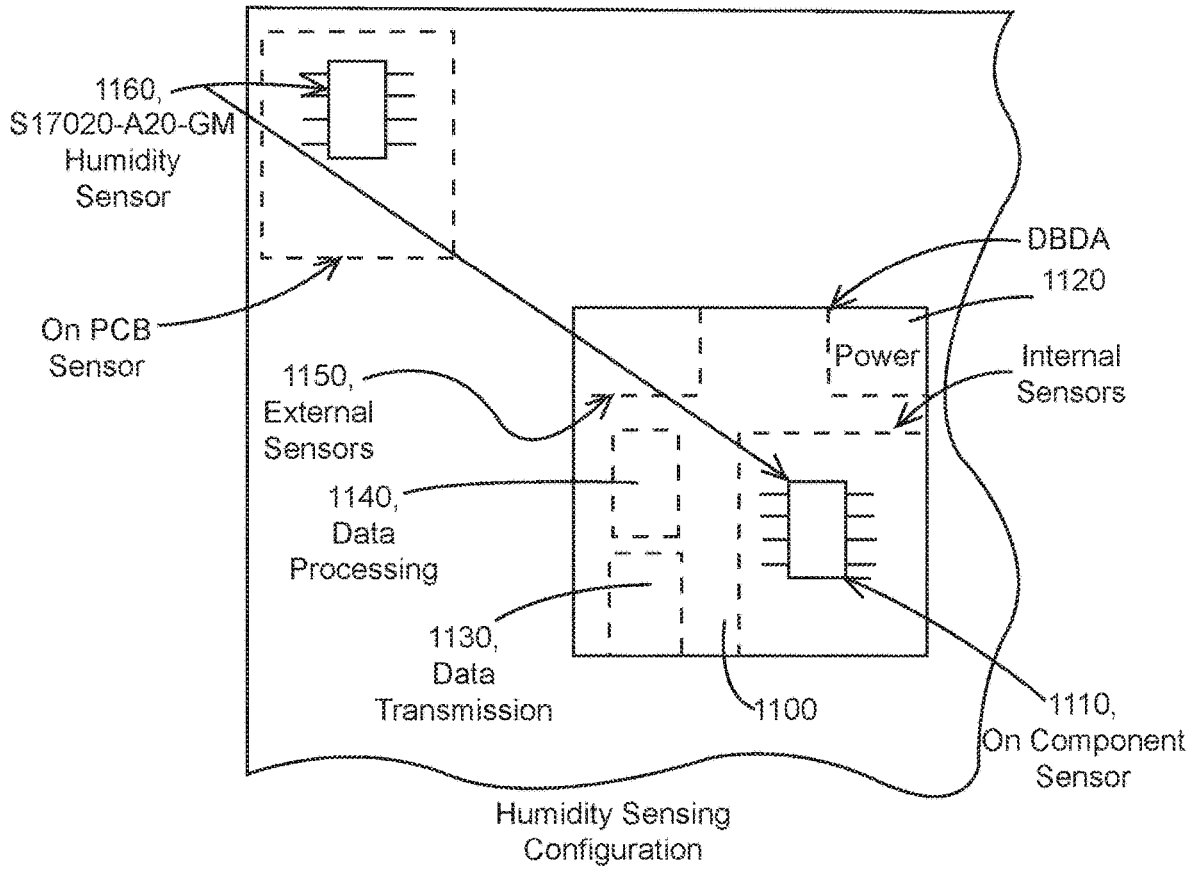 1160,
S17020-A20-GM
Humidity
Sensor
On PCB
Sensor
DBDA
1120
Power
Internal
Sensors
1150,
External
Sensors
1140,
Data
Processing
1130,
Data
Transmission
1100
1110,
On Component
Sensor
Humidity Sensing
Configuration